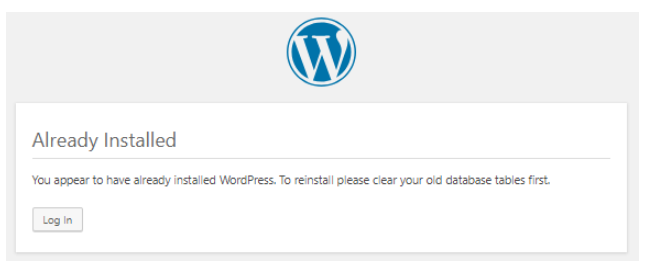 Already Installed
You appear to have already installed WordPress. To reinstall please clear your old database tables first.
Log In